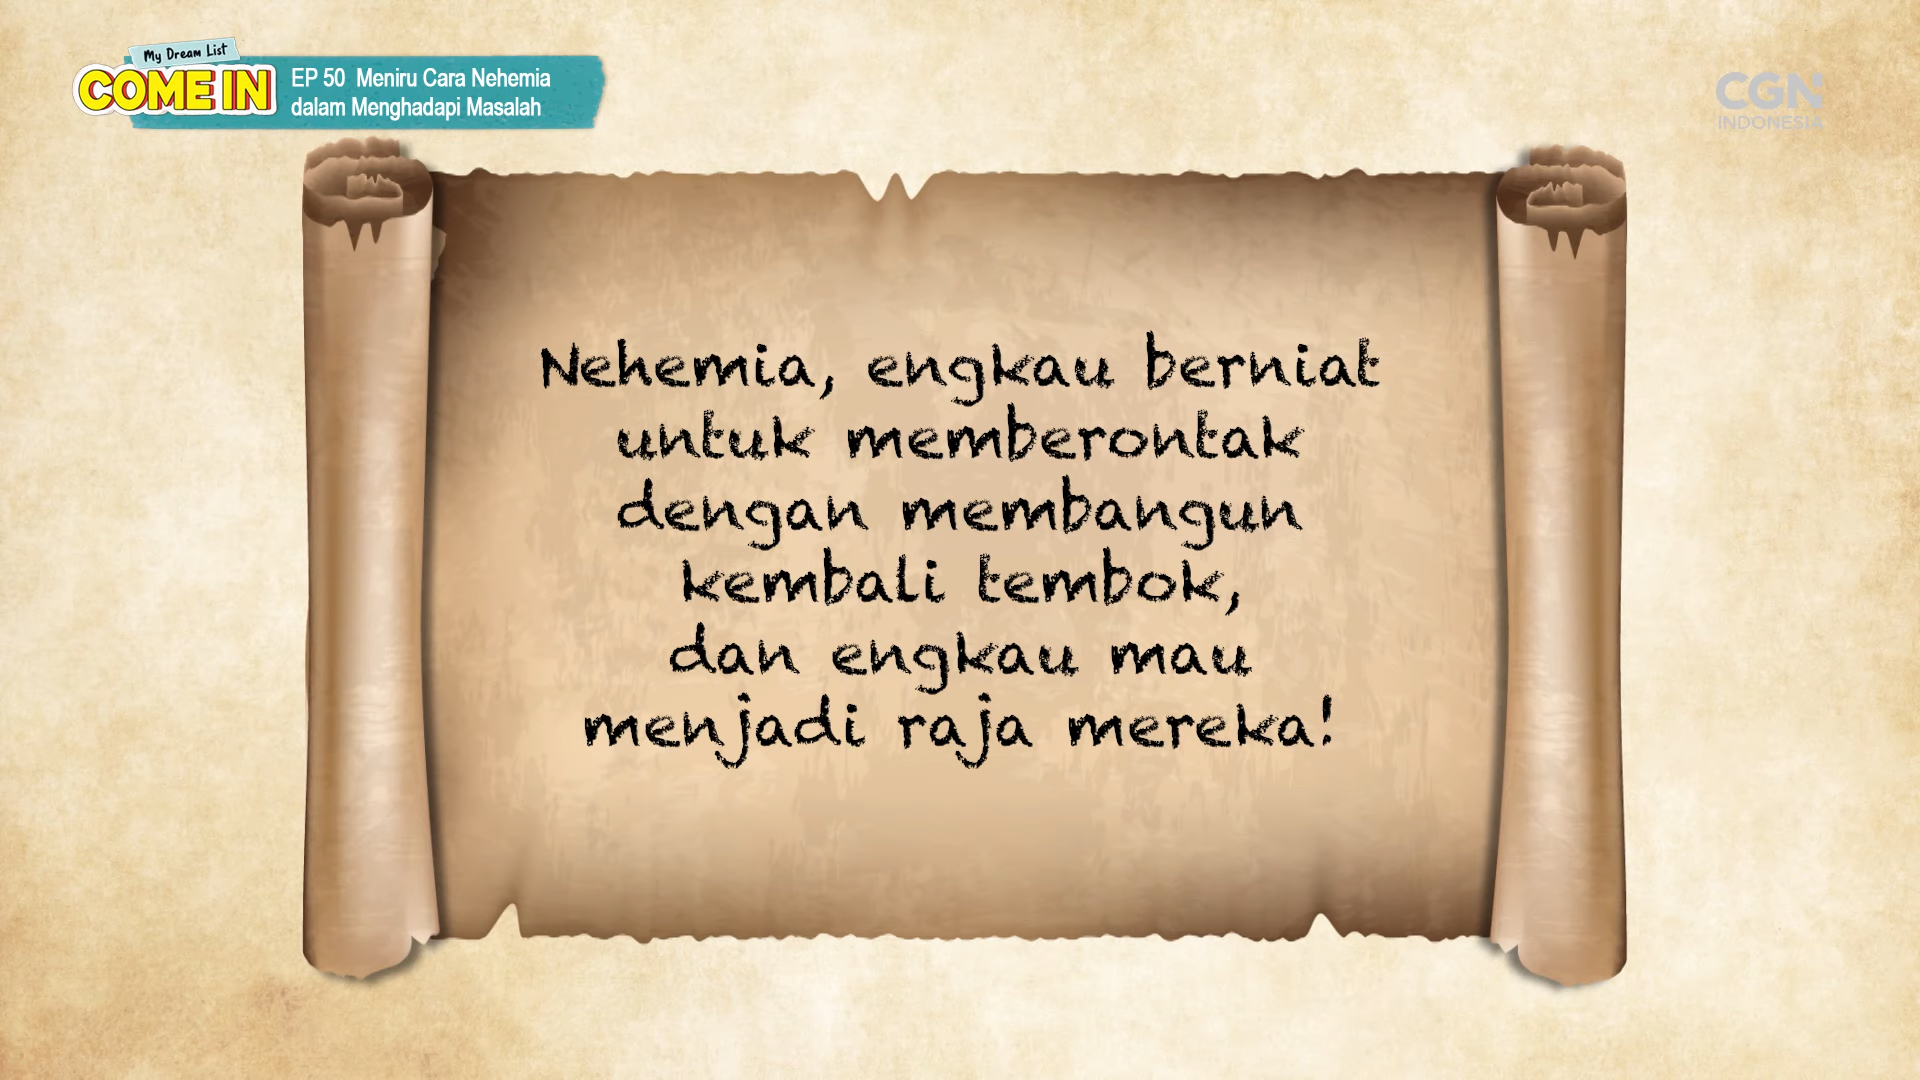 My Dream List
COME IN
EP 50 Meniru Cara Nehemia
dalam Menghadapi Masalah
CGN
INDONESIA
Nehemia, engkau berniat
untuk memberontak
dengan membangun
kembali tembok,
dan engkau mau
menjadi raja mereka!